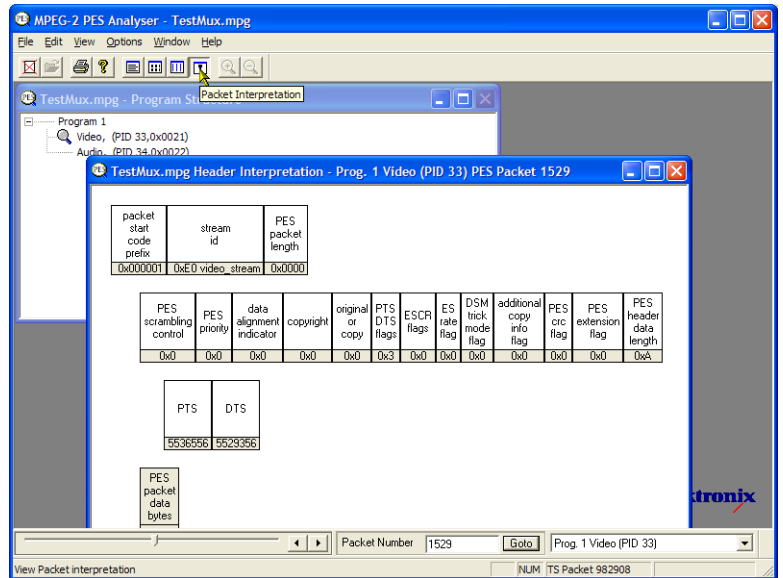 MPEG-2 PES Analyser - TestMux.mpg
File Edit View Options Window Help
Packet Interpretation
TestMux.mpg - Program St
Program 1
Video, (PID 33,0x0021)
Audio, (PID 34,0x0022)
TestMux.mpg Header Interpretation - Prog. 1 Video (PID 33) PES Packet 1529
packet start code prefix
stream id
PES packet length
0x000001 0xE0 video_stream 0x0000
PES scrambling control
PES priority
data alignment indicator
copyright
original or copy
PTS DTS flags
ESCR flags
ES rate flag
DSM trick mode flag
additional copy info flag
PES crc flag
PES extension flag
PES header data length
0x0 0x0 0x0 0x0 0x0 0x3 0x0 0x0 0x0 0x0 0x0 0x0 0xA
PTS DTS
5536556 5529356
PES packet data bytes
ktronix
Packet Number 1529 Goto Prog. 1 Video (PID 33)
View Packet interpretation NUM TS Packet 982908